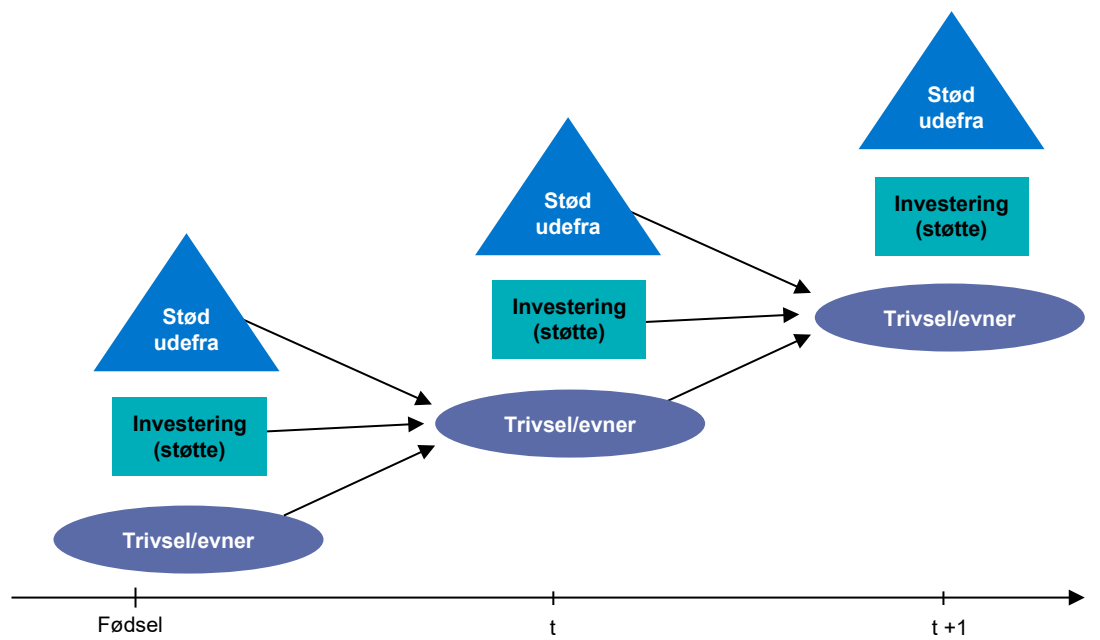 Stød
udefra
Investering
(støtte)
Trivsel/evner
Stød
udefra
Investering
(støtte)
Trivsel/evner
Stød
udefra
Investering
(støtte)
Trivsel/evner
Fødsel
t
t +1